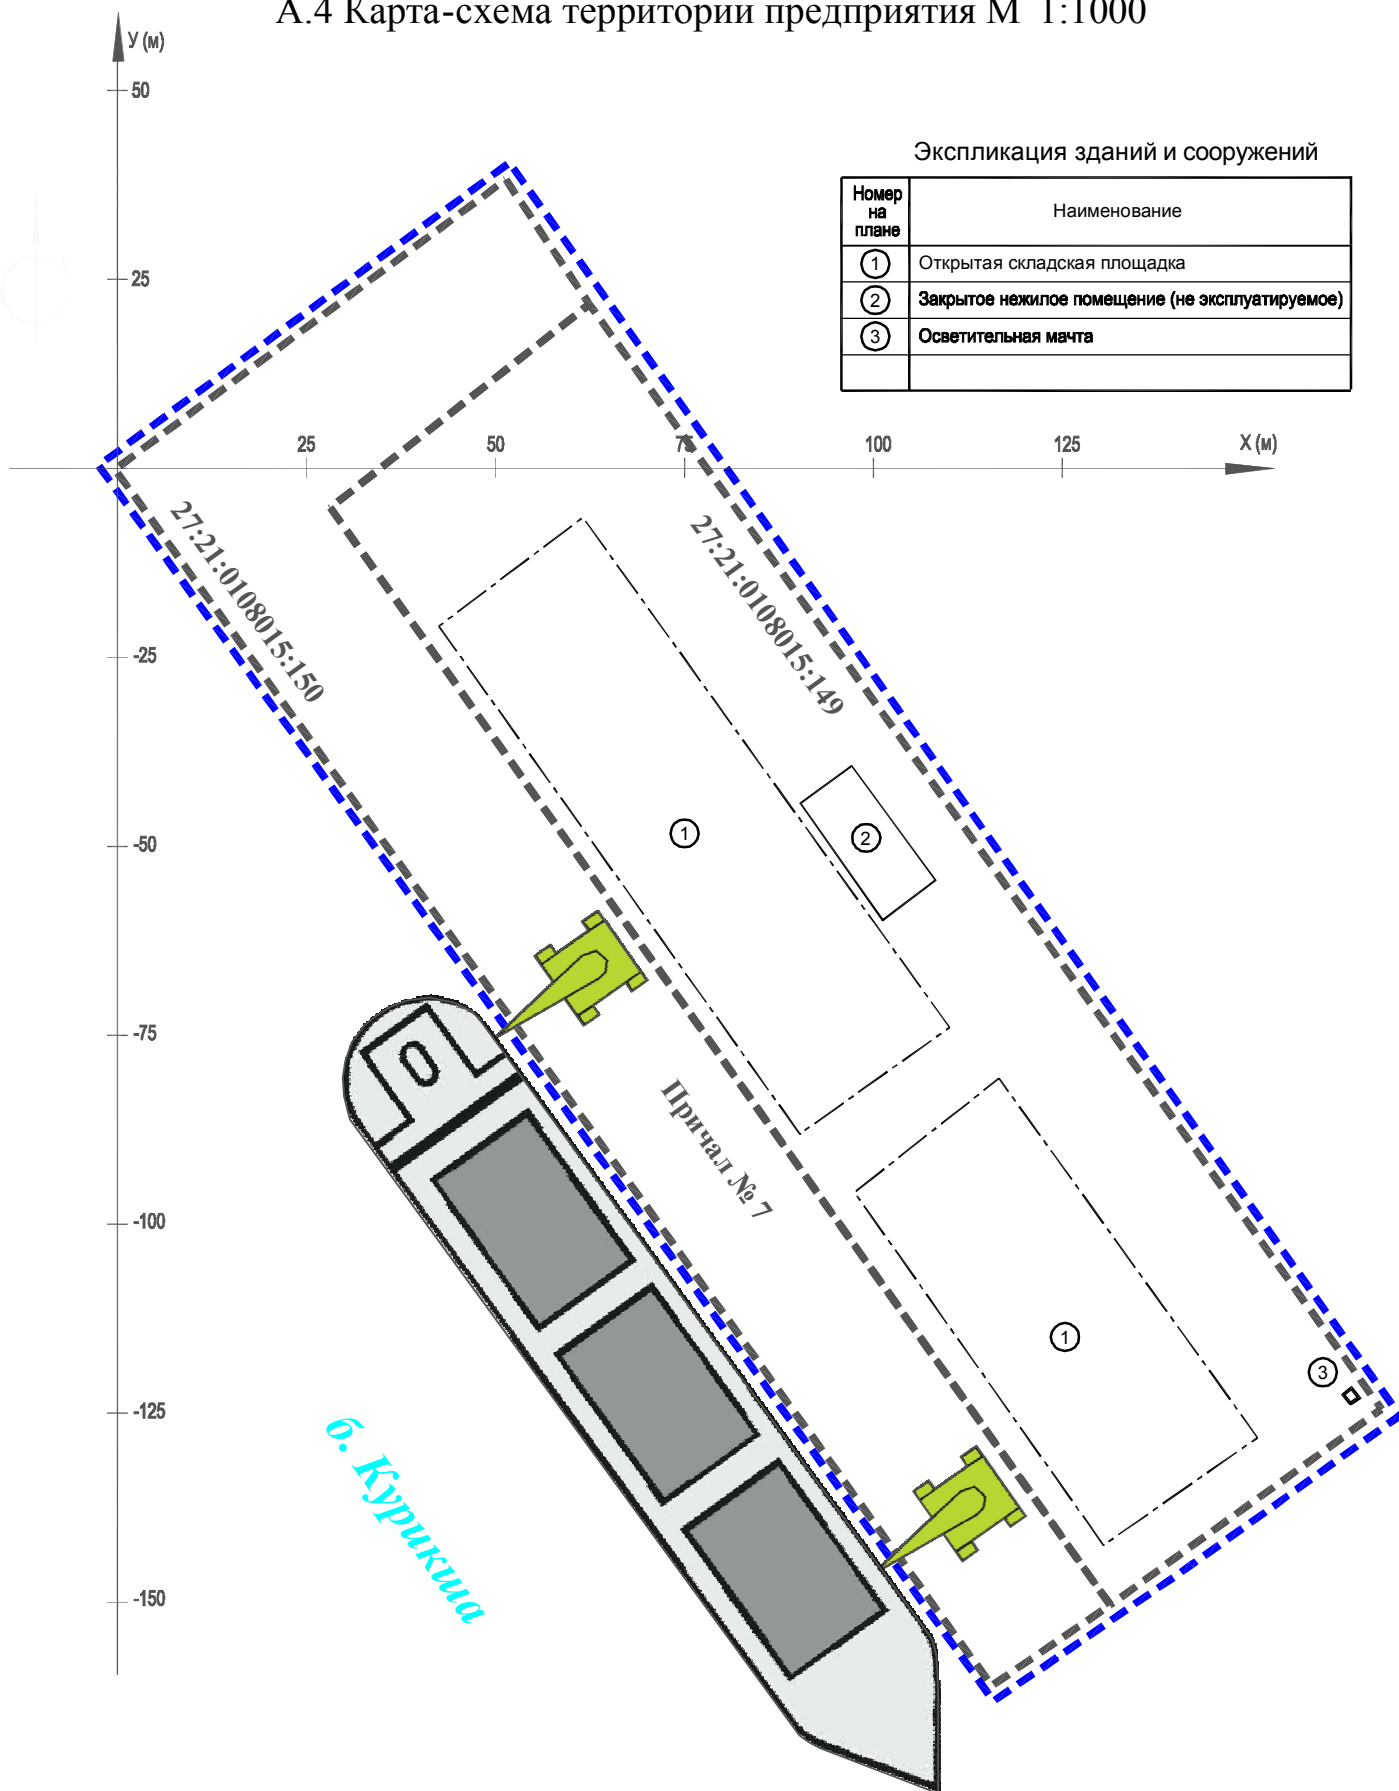 А.4 Карта-схема территории предприятия М 1:1000
У (м)
50
25
Экспликация зданий и сооружений
Номер на плане
Наименование
1 Открытая складская площадка
2 Закрытое нежилое помещение (не эксплуатируемое)
3 Осветительная мачта
25
50
75
100
125
Х (м)
27:21:0108015:150
27:21:0108015:149
-25
-50
-75
-100
-125
-150
1
2
Причал № 7
1
3
б. Курикша